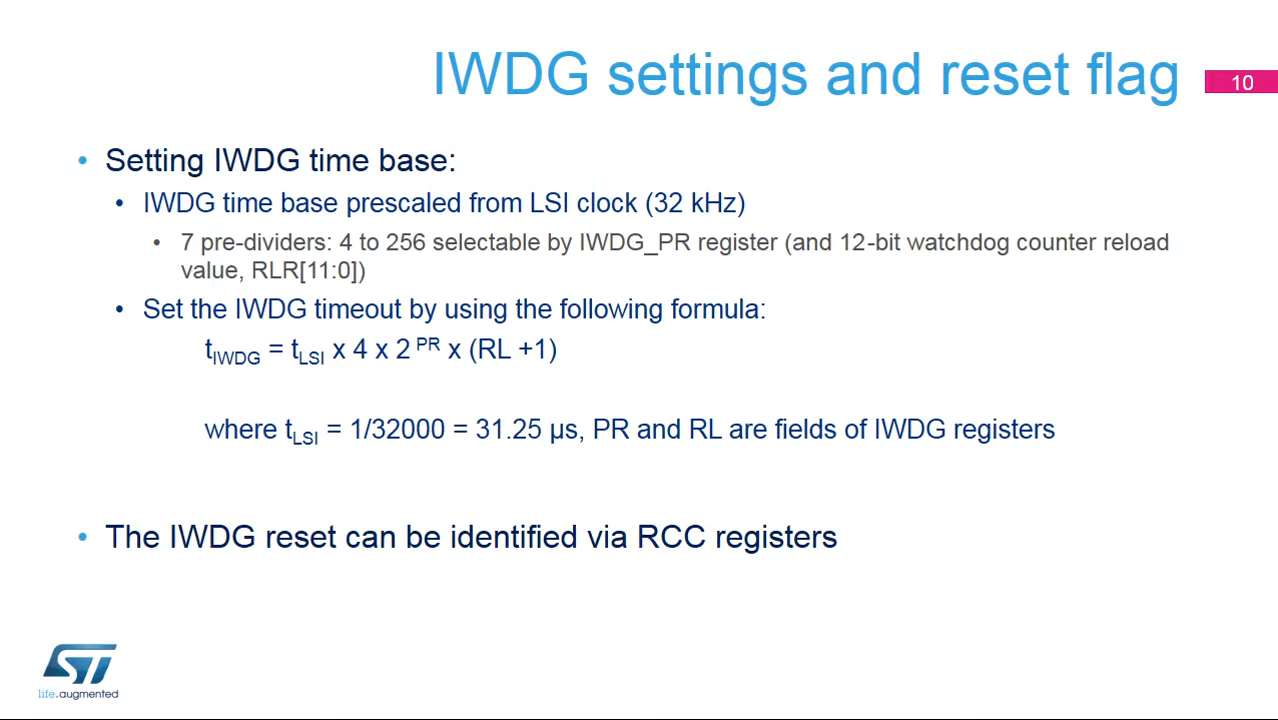 IWDG settings and reset flag
10
• Setting IWDG time base:
• IWDG time base prescaled from LSI clock (32 kHz)
• 7 pre-dividers: 4 to 256 selectable by IWDG_PR register (and 12-bit watchdog counter reload
value, RLR[11:0])
• Set the IWDG timeout by using the following formula:
tIWDG = tLSI x 4 x 2 PR x (RL +1)
where tLSI = 1/32000 = 31.25 µs, PR and RL are fields of IWDG registers
• The IWDG reset can be identified via RCC registers
ST
life.augmented